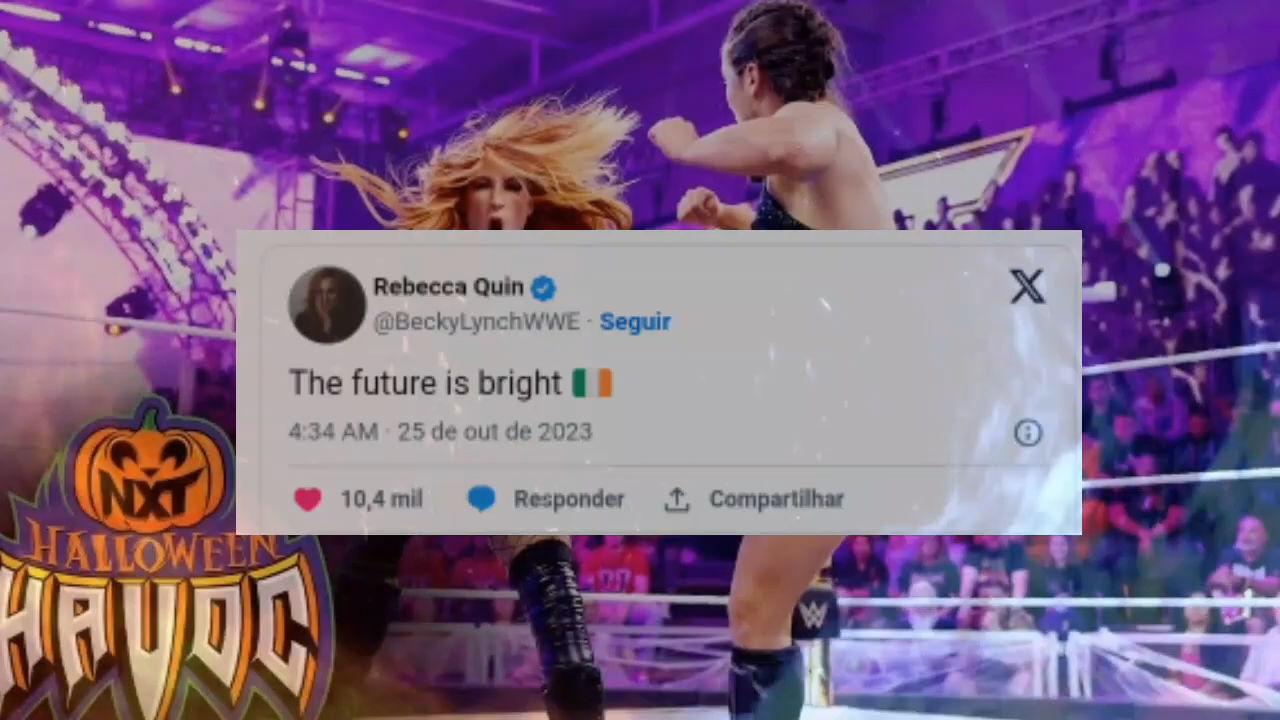 Rebecca Quin
@BeckyLynchWWE · Seguir
The future is bright 🇮🇪
4:34 AM · 25 de out de 2023
10,4 mil Responder Compartilhar
NXT
HALLOWEEN
HAVOC
W